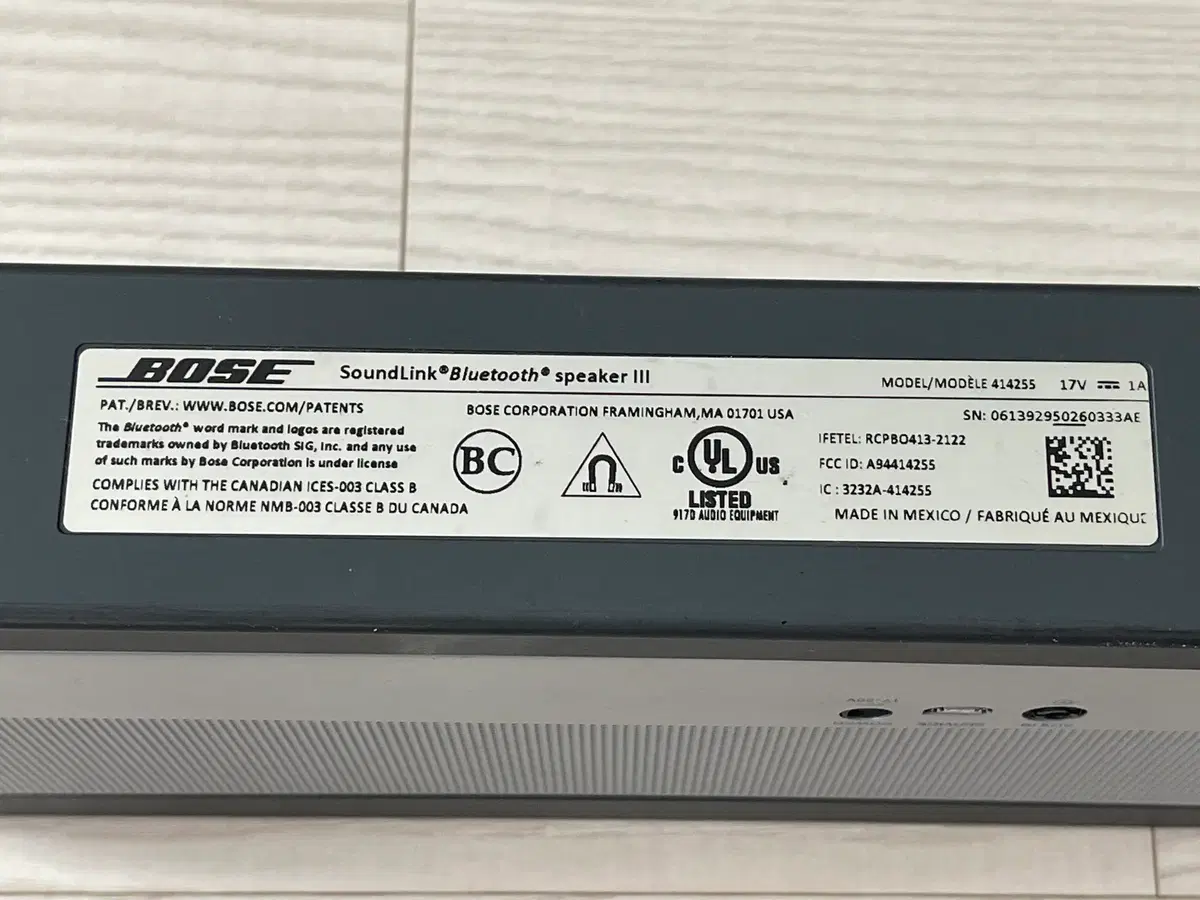 BOSE SoundLink® Bluetooth® speaker III MODEL/MODÈLE 414255 17V ⎓ 1A
PAT./BREV.: WWW.BOSE.COM/PATENTS
BOSE CORPORATION FRAMINGHAM,MA 01701 USA
SN: 061392950260333AE
The Bluetooth® word mark and logos are registered
trademarks owned by Bluetooth SIG, Inc. and any use
of such marks by Bose Corporation is under license
COMPLIES WITH THE CANADIAN ICES-003 CLASS B
CONFORME À LA NORME NMB-003 CLASSE B DU CANADA
BC
C UL US
LISTED
917D AUDIO EQUIPMENT
IFETEL: RCPBO413-2122
FCC ID: A94414255
IC : 3232A-414255
MADE IN MEXICO / FABRIQUÉ AU MEXIQUE